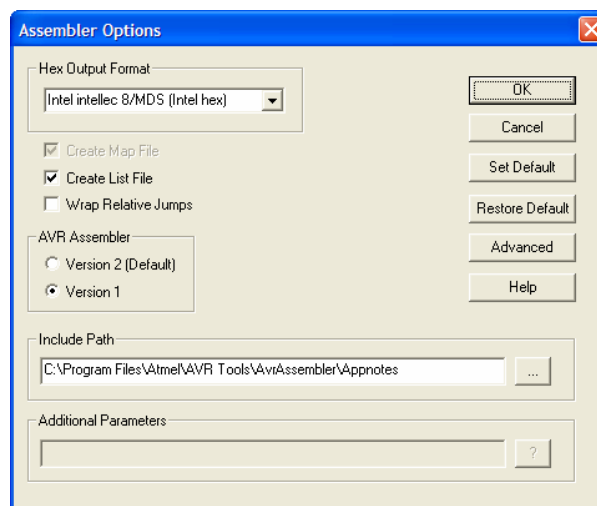 Assembler Options
Hex Output Format
Intel intellec 8/MDS (Intel hex)
Create Map File
Create List File
Wrap Relative Jumps
AVR Assembler
Version 2 (Default)
Version 1
OK
Cancel
Set Default
Restore Default
Advanced
Help
Include Path
C:\Program Files\Atmel\AVR Tools\AvrAssembler\Appnotes
...
Additional Parameters
?